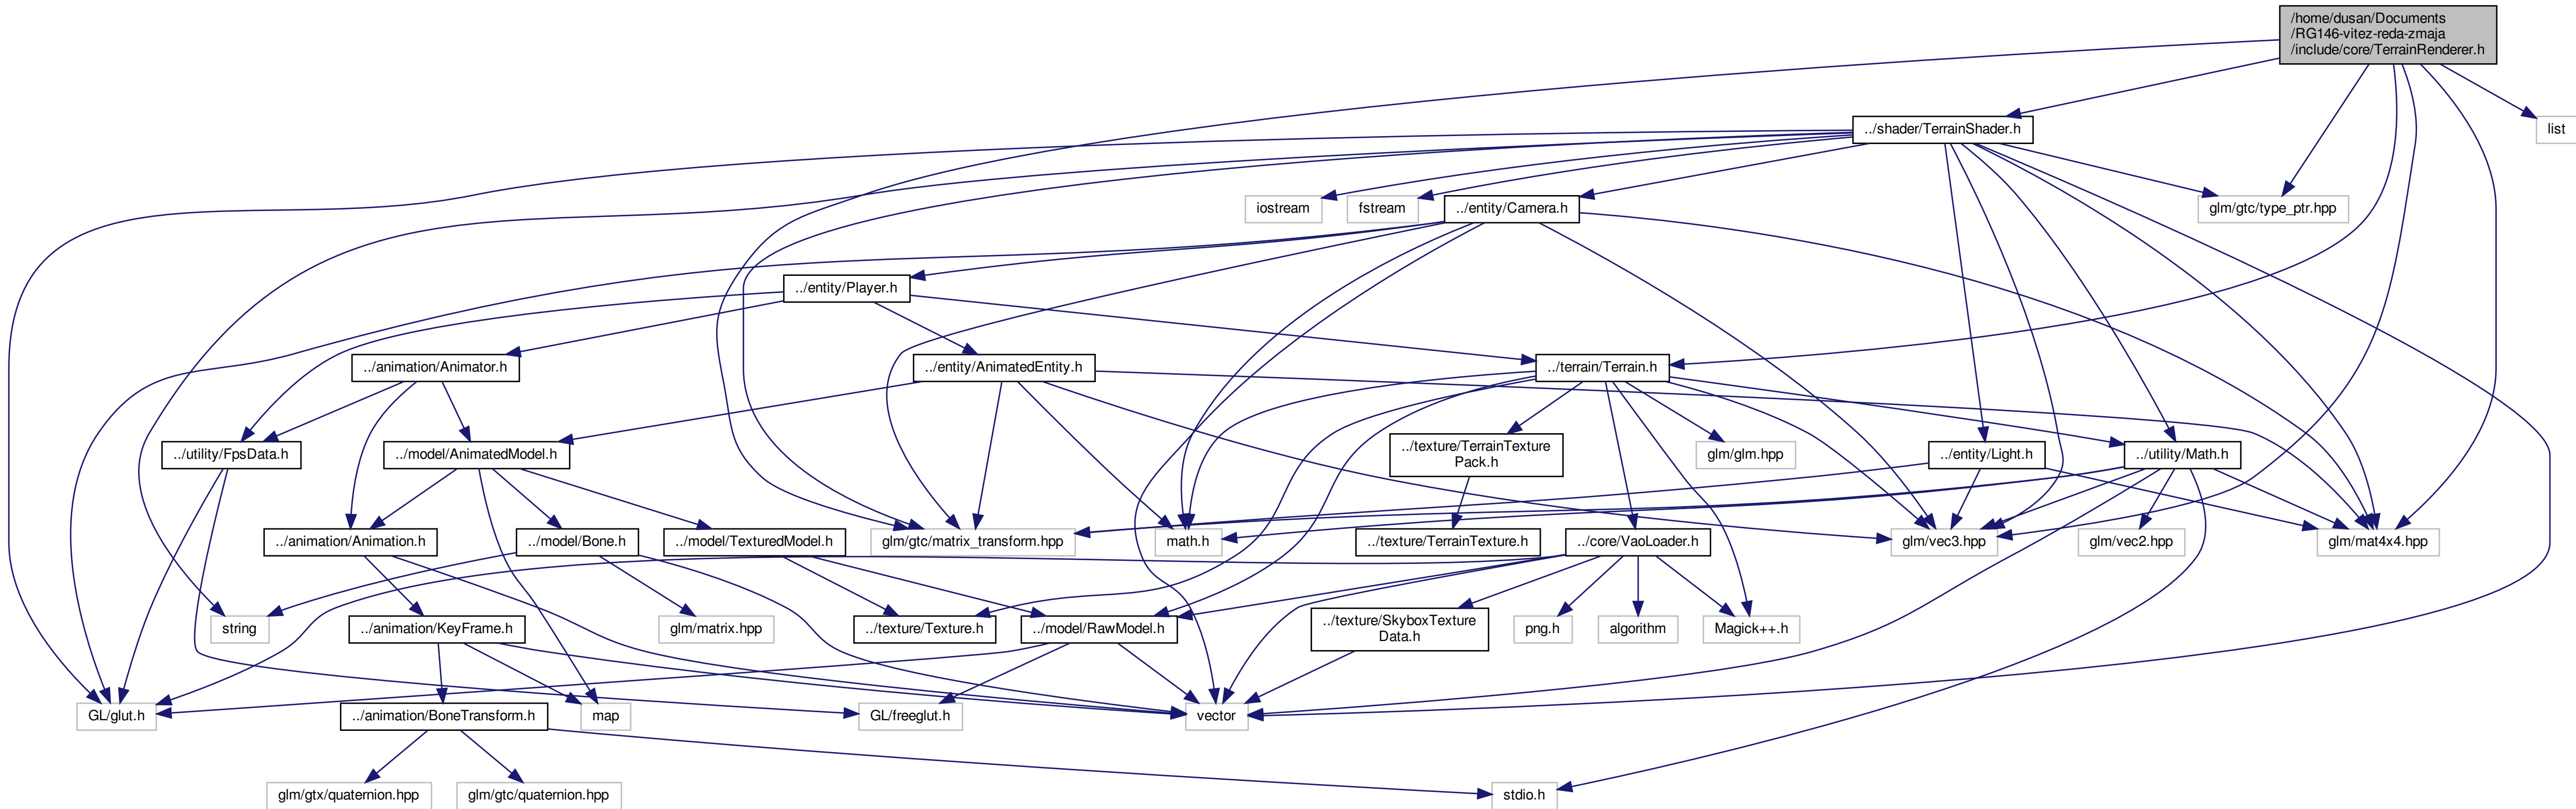 /home/dusan/Documents
/RG146-vitez-reda-zmaja
/include/core/TerrainRenderer.h
../shader/TerrainShader.h
list
iostream
fstream
../entity/Camera.h
glm/gtc/type_ptr.hpp
../entity/Player.h
../animation/Animator.h
../entity/AnimatedEntity.h
../terrain/Terrain.h
../utility/FpsData.h
../model/AnimatedModel.h
../texture/TerrainTexture
Pack.h
glm/glm.hpp
../entity/Light.h
../utility/Math.h
../animation/Animation.h
../model/Bone.h
../model/TexturedModel.h
glm/gtc/matrix_transform.hpp
math.h
../texture/TerrainTexture.h
../core/VaoLoader.h
glm/vec3.hpp
glm/vec2.hpp
glm/mat4x4.hpp
string
../animation/KeyFrame.h
glm/matrix.hpp
../texture/Texture.h
../model/RawModel.h
../texture/SkyboxTexture
Data.h
png.h
algorithm
Magick++.h
GL/glut.h
../animation/BoneTransform.h
map
GL/freeglut.h
vector
glm/gtx/quaternion.hpp
glm/gtc/quaternion.hpp
stdio.h